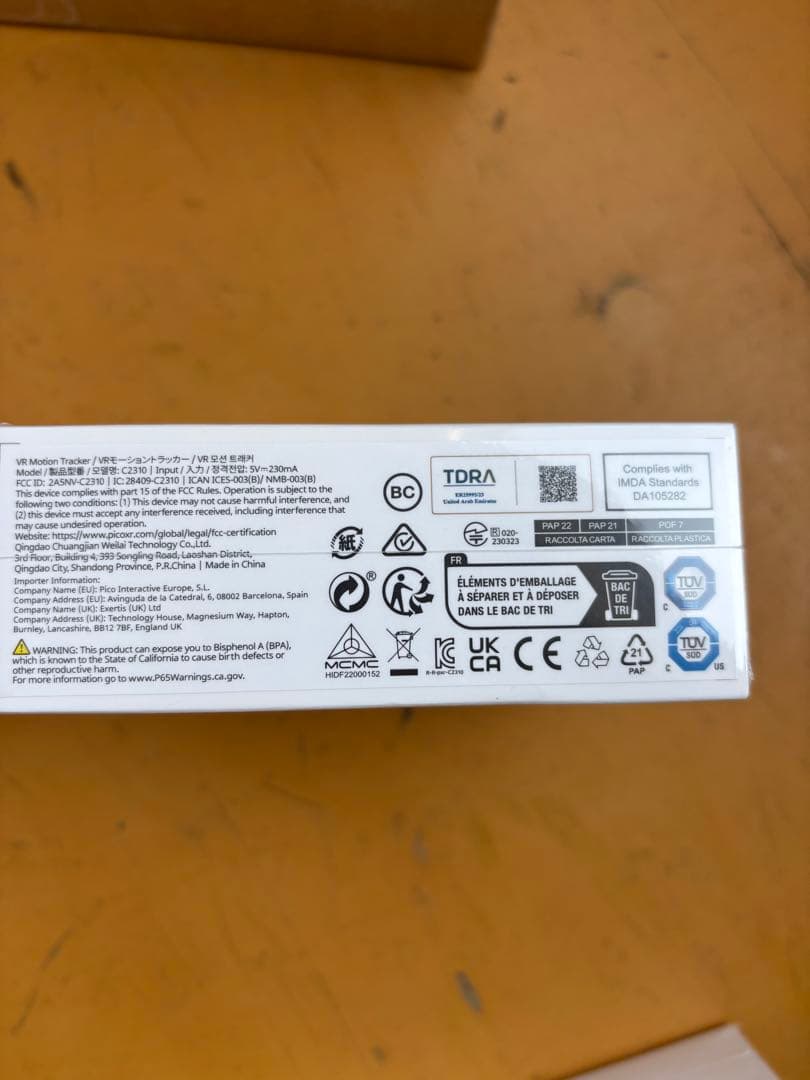 VR Motion Tracker / VRモーショントラッカー / VR 모션 트래커
Model / 製品型番 / 모델명: C2310 | Input / 入力 / 정격전압: 5V⎓230mA
FCC ID: 2A5NV-C2310 | IC: 28409-C2310 | ICAN ICES-003(B)/ NMB-003(B)
This device complies with part 15 of the FCC Rules. Operation is subject to the
following two conditions: (1) This device may not cause harmful interference, and
(2) this device must accept any interference received, including interference that
may cause undesired operation.
Website: https://www.picoxr.com/global/legal/fcc-certification
Qingdao Chuangjian Weilai Technology Co.,Ltd.
3rd Floor, Building 4, 393 Songling Road, Laoshan District,
Qingdao City, Shandong Province, P.R.China | Made in China
Importer Information:
Company Name (EU): Pico Interactive Europe, S.L.
Company Address (EU): Avinguda de la Catedral, 6, 08002 Barcelona, Spain
Company Name (UK): Exertis (UK) Ltd
Company Address (UK): Technology House, Magnesium Way, Hapton,
Burnley, Lancashire, BB12 7BF, England UK
WARNING: This product can expose you to Bisphenol A (BPA),
which is known to the State of California to cause birth defects or
other reproductive harm.
For more information go to www.P65Warnings.ca.gov.
BC
TDRA
United Arab Emirates
Complies with
IMDA Standards
DA105282
紙
R 020-
230323
PAP 22 PAP 21 POF 7
RACCOLTA CARTA RACCOLTA PLASTICA
®
FR
ÉLÉMENTS D'EMBALLAGE
À SÉPARER ET À DÉPOSER
DANS LE BAC DE TRI
BAC
DE
TRI
TÜV
SÜD
C
MCMC
HIDF22000152
R-R-pic-C2310
UK
CA
CE
21
PAP
TÜV
SÜD
C US